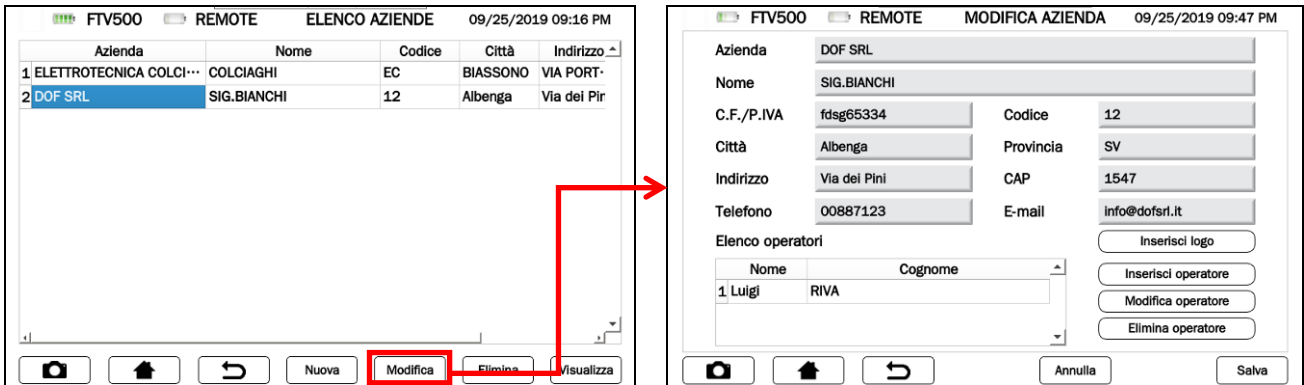 FTV500 REMOTE ELENCO AZIENDE 09/25/2019 09:16 PM
Azienda Nome Codice Città Indirizzo
1 ELETTROTECNICA COLCI··· COLCIAGHI EC BIASSONO VIA PORT·
2 DOF SRL SIG.BIANCHI 12 Albenga Via dei Pir
Nuova Modifica Elimina Visualizza
FTV500 REMOTE MODIFICA AZIENDA 09/25/2019 09:47 PM
Azienda DOF SRL
Nome SIG.BIANCHI
C.F./P.IVA fdsg65334 Codice 12
Città Albenga Provincia SV
Indirizzo Via dei Pini CAP 1547
Telefono 00887123 E-mail info@dofsrl.it
Elenco operatori Inserisci logo
Nome Cognome Inserisci operatore
1 Luigi RIVA Modifica operatore
Elimina operatore
Annulla Salva